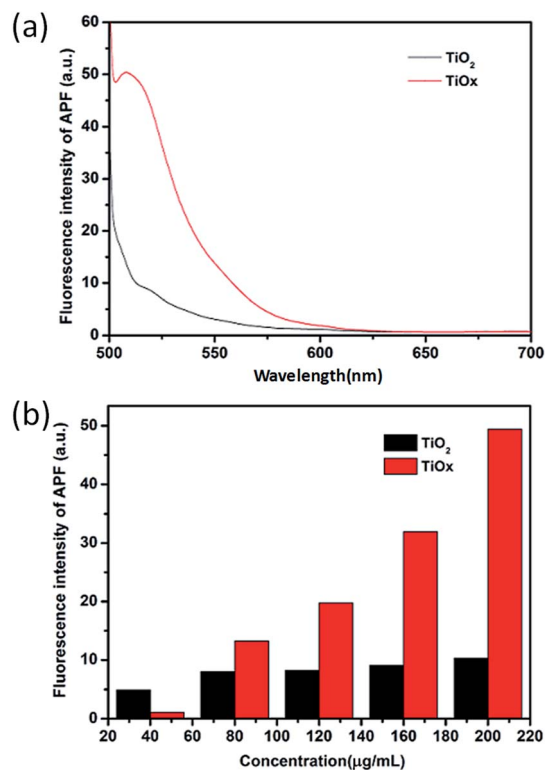 (a)
Fluorescence intensity of APF (a.u.)
60
50
40
30
20
10
0
TiO₂
TiOx
500 550 600 650 700
Wavelength(nm)
(b)
Fluorescence intensity of APF (a.u.)
50
40
30
20
10
0
TiO₂
TiOx
20 40 60 80 100 120 140 160 180 200 220
Concentration(μg/mL)